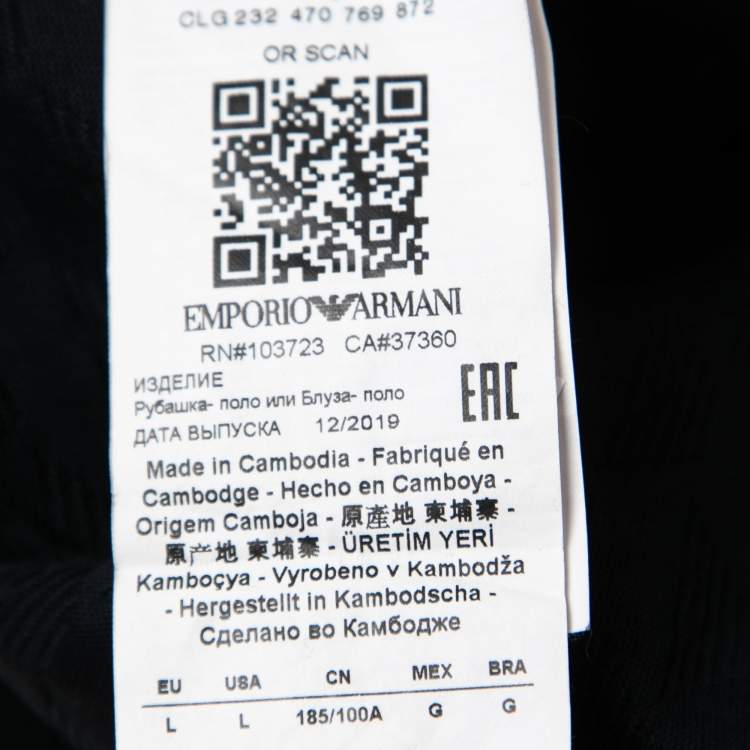 CLG 232 470 769 872
OR SCAN
EMPORIO ARMANI
RN#103723 CA#37360
ИЗДЕЛИЕ
Рубашка- поло или Блуза- поло
ДАТА ВЫПУСКА 12/2019
EAC
Made in Cambodia - Fabriqué en
Cambodge - Hecho en Camboya -
Origem Camboja - 原產地 柬埔寨 -
原产地 柬埔寨 - ÜRETİM YERİ
Kamboçya - Vyrobeno v Kambodža
- Hergestellt in Kambodscha -
Сделано во Камбодже
EU USA CN MEX BRA
L L 185/100A G G